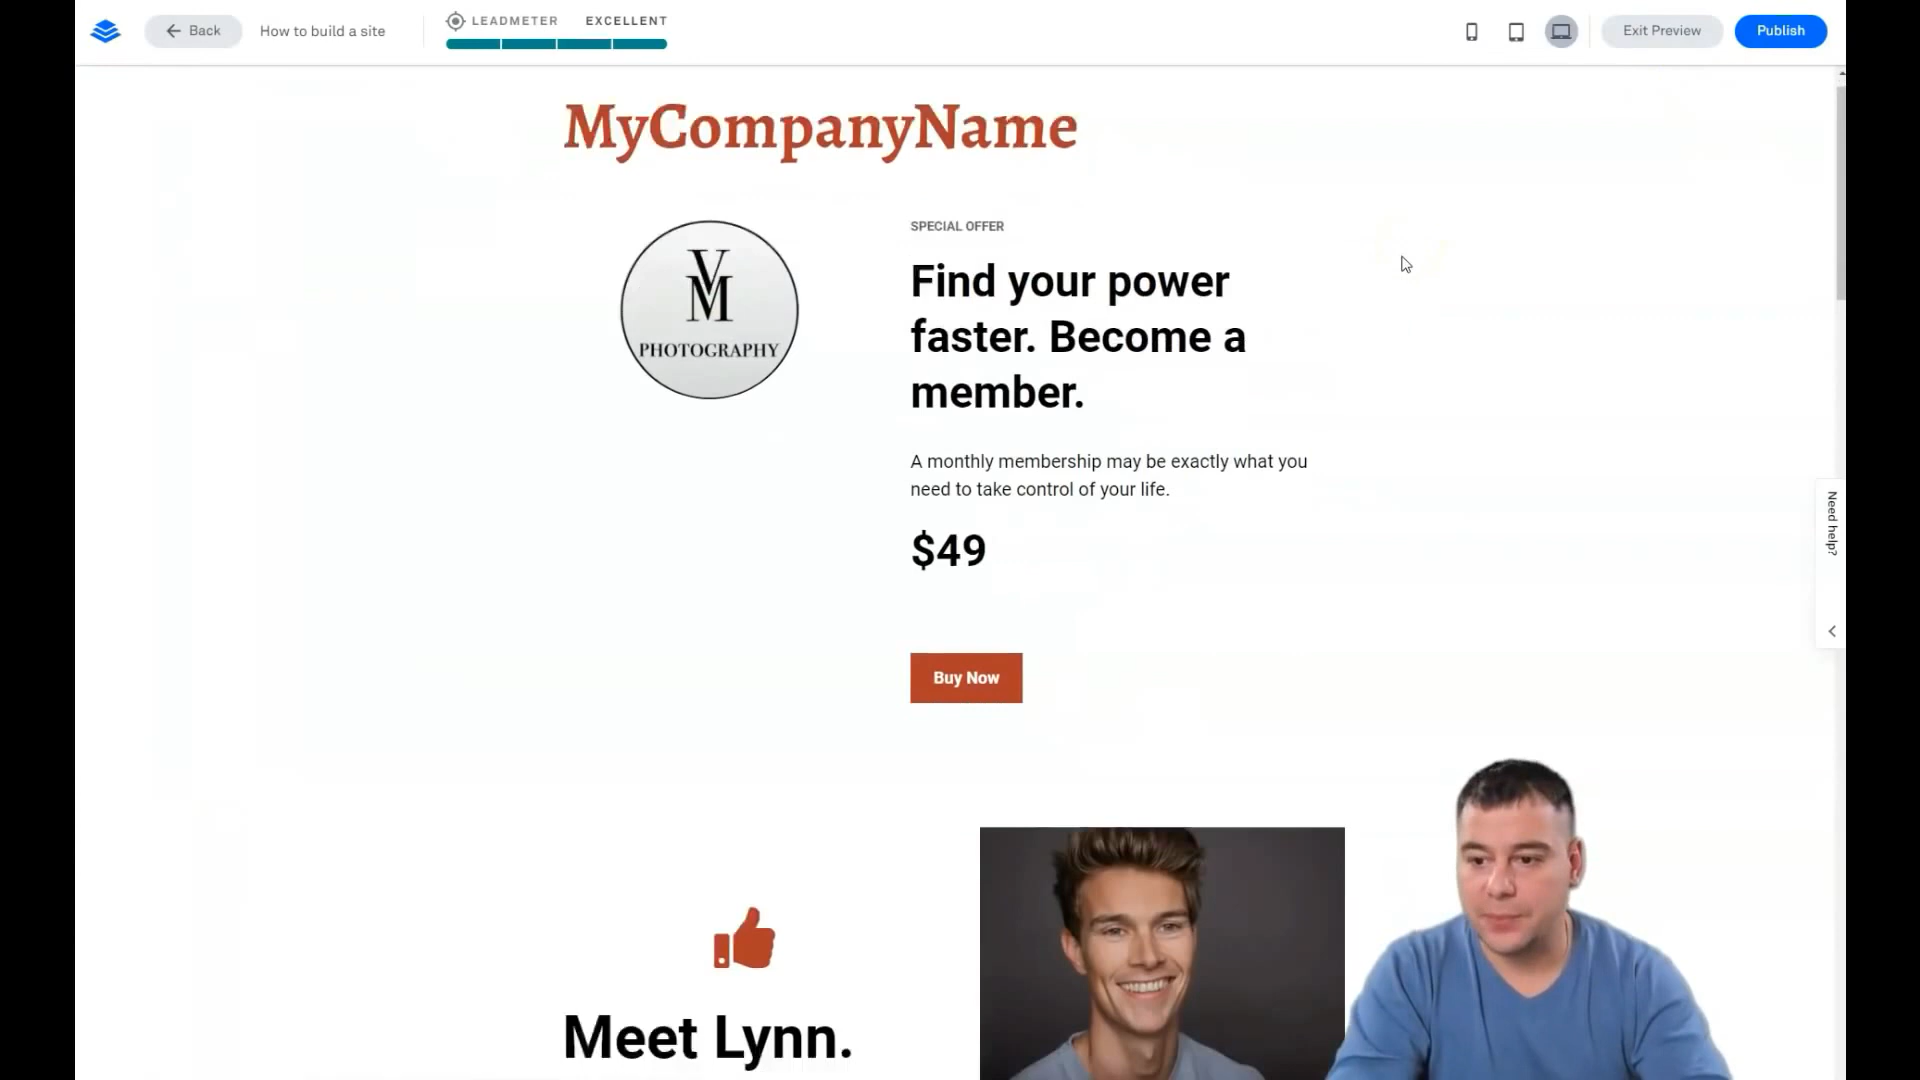 Back
How to build a site
LEADMETER EXCELLENT
Exit Preview
Publish
MyCompanyName
VM
PHOTOGRAPHY
SPECIAL OFFER
Find your power
faster. Become a
member.
A monthly membership may be exactly what you
need to take control of your life.
$49
Buy Now
Need help?
Meet Lynn.